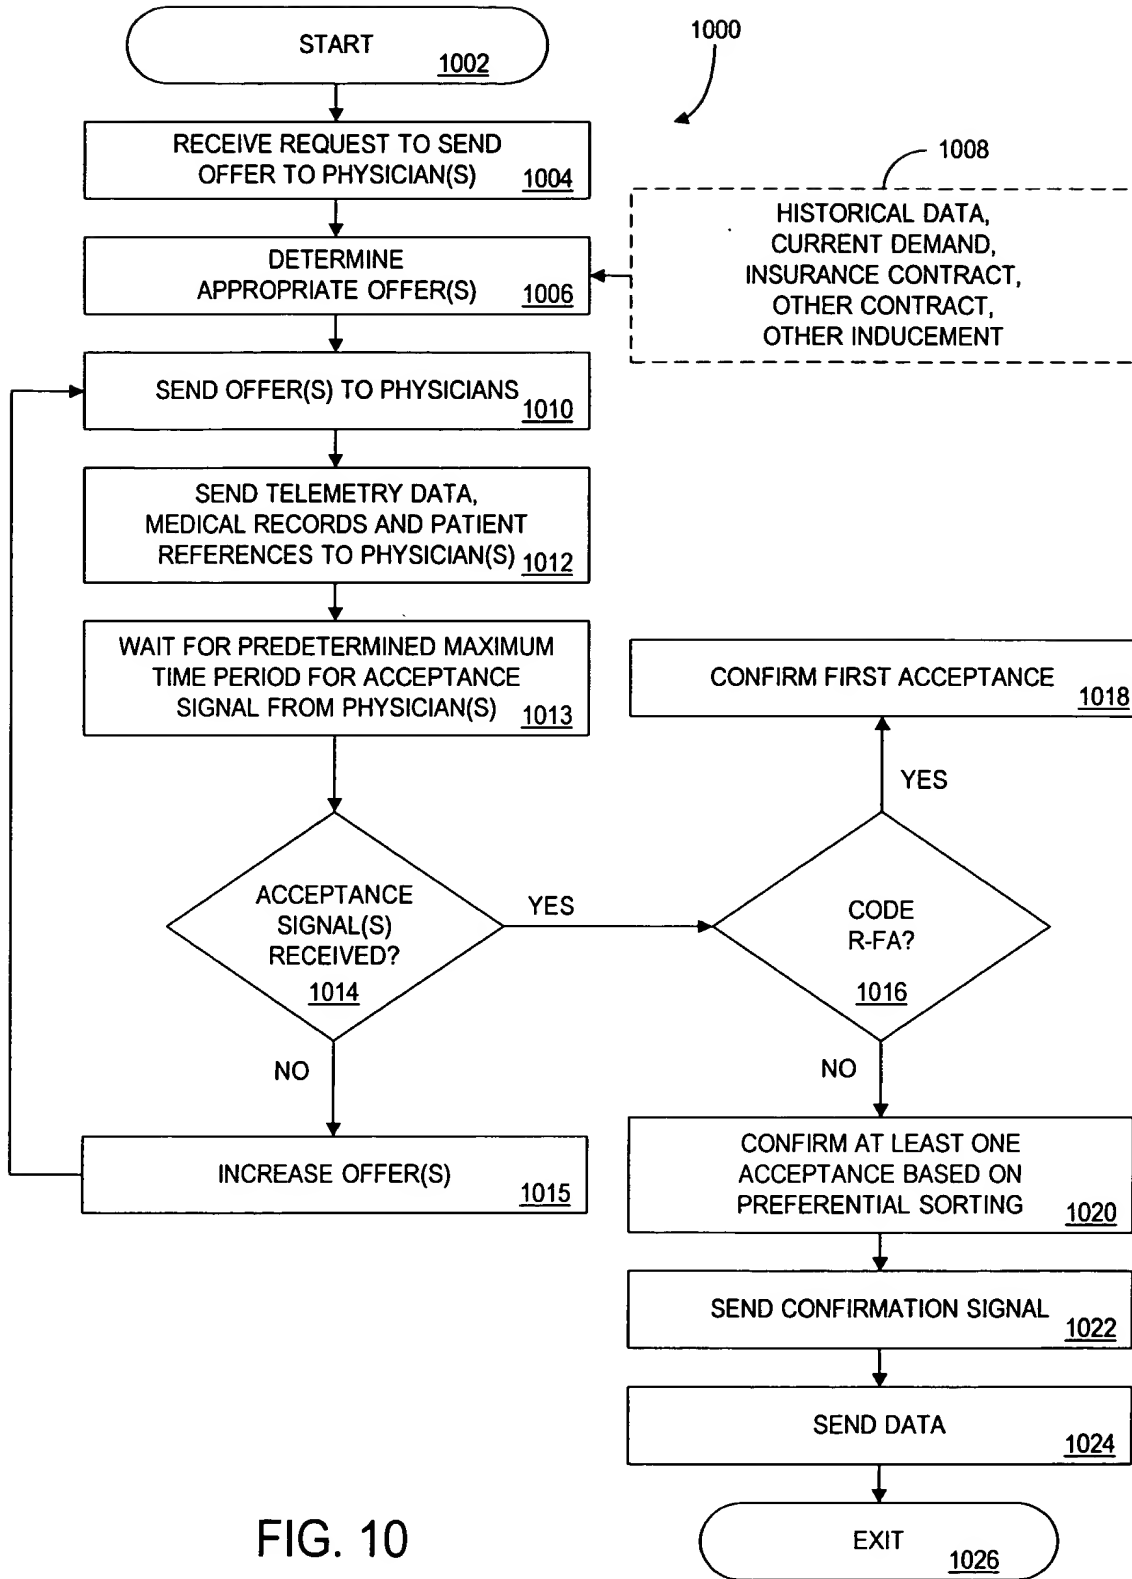 START
1002
1000
RECEIVE REQUEST TO SEND
OFFER TO PHYSICIAN(S)
1004
1008
HISTORICAL DATA,
CURRENT DEMAND,
INSURANCE CONTRACT,
OTHER CONTRACT,
OTHER INDUCEMENT
DETERMINE
APPROPRIATE OFFER(S)
1006
SEND OFFER(S) TO PHYSICIANS
1010
SEND TELEMETRY DATA,
MEDICAL RECORDS AND PATIENT
REFERENCES TO PHYSICIAN(S)
1012
WAIT FOR PREDETERMINED MAXIMUM
TIME PERIOD FOR ACCEPTANCE
SIGNAL FROM PHYSICIAN(S)
1013
CONFIRM FIRST ACCEPTANCE
1018
YES
ACCEPTANCE
SIGNAL(S)
RECEIVED?
1014
YES
CODE
R-FA?
1016
NO
NO
INCREASE OFFER(S)
1015
CONFIRM AT LEAST ONE
ACCEPTANCE BASED ON
PREFERENTIAL SORTING
1020
SEND CONFIRMATION SIGNAL
1022
SEND DATA
1024
EXIT
1026
FIG. 10